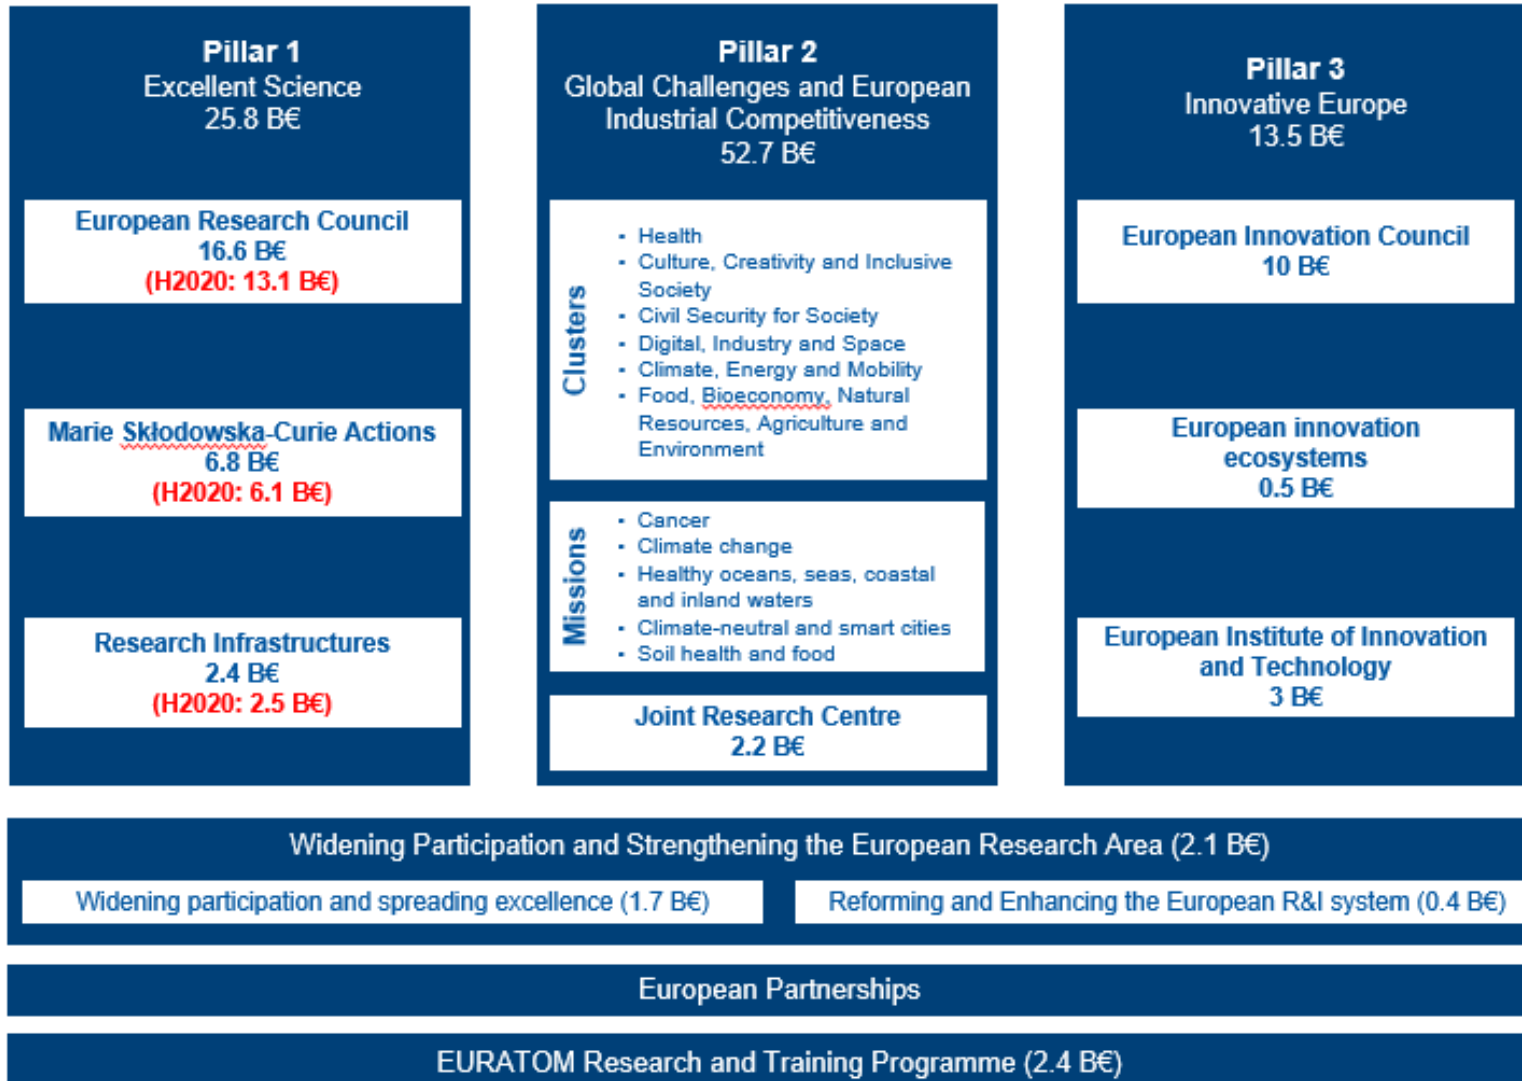 Pillar 1
Excellent Science
25.8 B€
European Research Council
16.6 B€
(H2020: 13.1 B€)
Marie Skłodowska-Curie Actions
6.8 B€
(H2020: 6.1 B€)
Research Infrastructures
2.4 B€
(H2020: 2.5 B€)
Pillar 2
Global Challenges and European
Industrial Competitiveness
52.7 B€
Clusters
▪ Health
▪ Culture, Creativity and Inclusive
Society
▪ Civil Security for Society
▪ Digital, Industry and Space
▪ Climate, Energy and Mobility
▪ Food, Bioeconomy, Natural
Resources, Agriculture and
Environment
Missions
▪ Cancer
▪ Climate change
▪ Healthy oceans, seas, coastal
and inland waters
▪ Climate-neutral and smart cities
▪ Soil health and food
Joint Research Centre
2.2 B€
Pillar 3
Innovative Europe
13.5 B€
European Innovation Council
10 B€
European innovation
ecosystems
0.5 B€
European Institute of Innovation
and Technology
3 B€
Widening Participation and Strengthening the European Research Area (2.1 B€)
Widening participation and spreading excellence (1.7 B€)
Reforming and Enhancing the European R&I system (0.4 B€)
European Partnerships
EURATOM Research and Training Programme (2.4 B€)